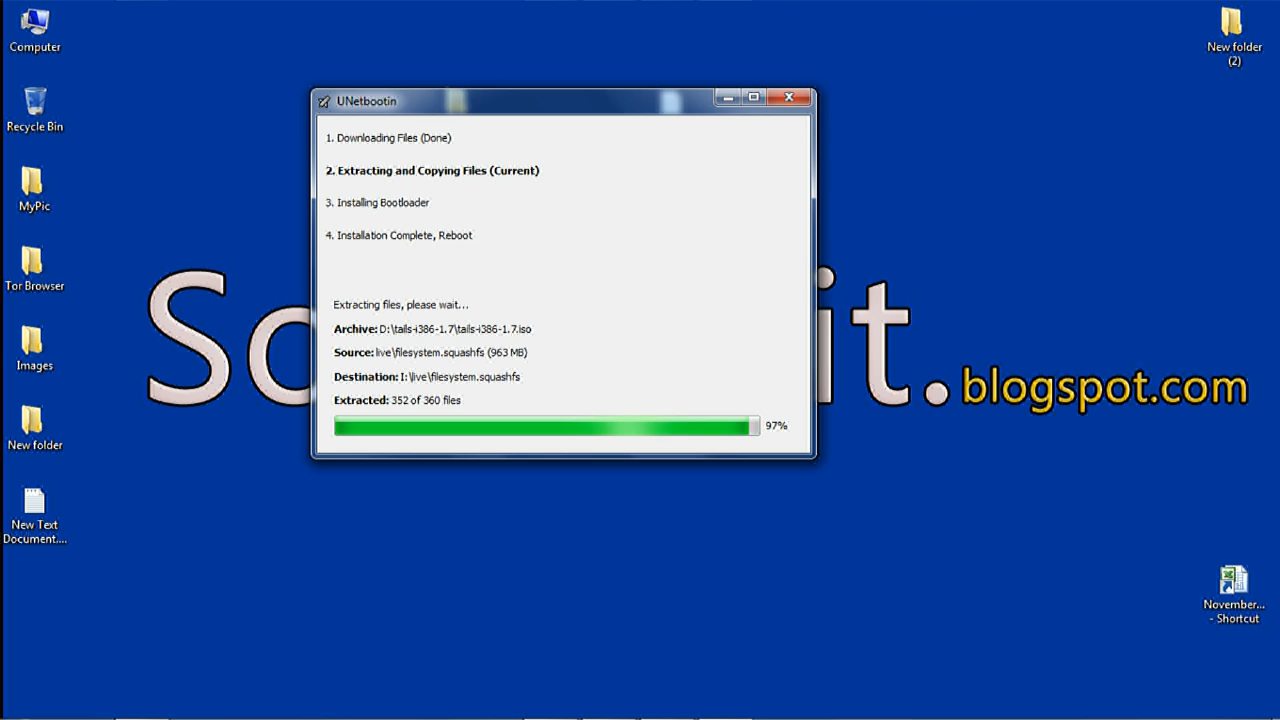 Computer
Recycle Bin
MyPic
Tor Browser
Images
New folder
New Text
Document....
UNetbootin
1. Downloading Files (Done)
2. Extracting and Copying Files (Current)
3. Installing Bootloader
4. Installation Complete, Reboot
Extracting files, please wait...
Archive: D:\tails-i386-1.7\tails-i386-1.7.iso
Source: live\filesystem.squashfs (963 MB)
Destination: I:\live\filesystem.squashfs
Extracted: 352 of 360 files
97%
it.blogspot.com
New folder
(2)
November...
- Shortcut